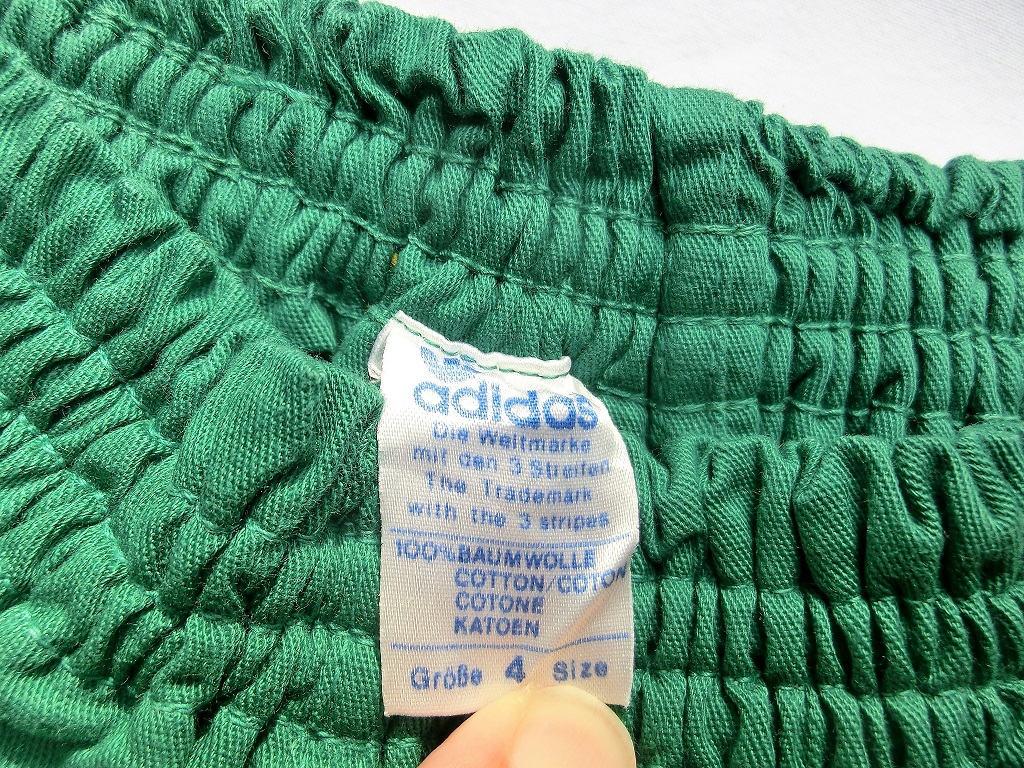 adidas
Die Weltmarke
mit den 3 Streifen
The Trademark
with the 3 stripes
100% BAUMWOLLE
COTTON/COTON
COTONE
KATOEN
Größe 4 Size